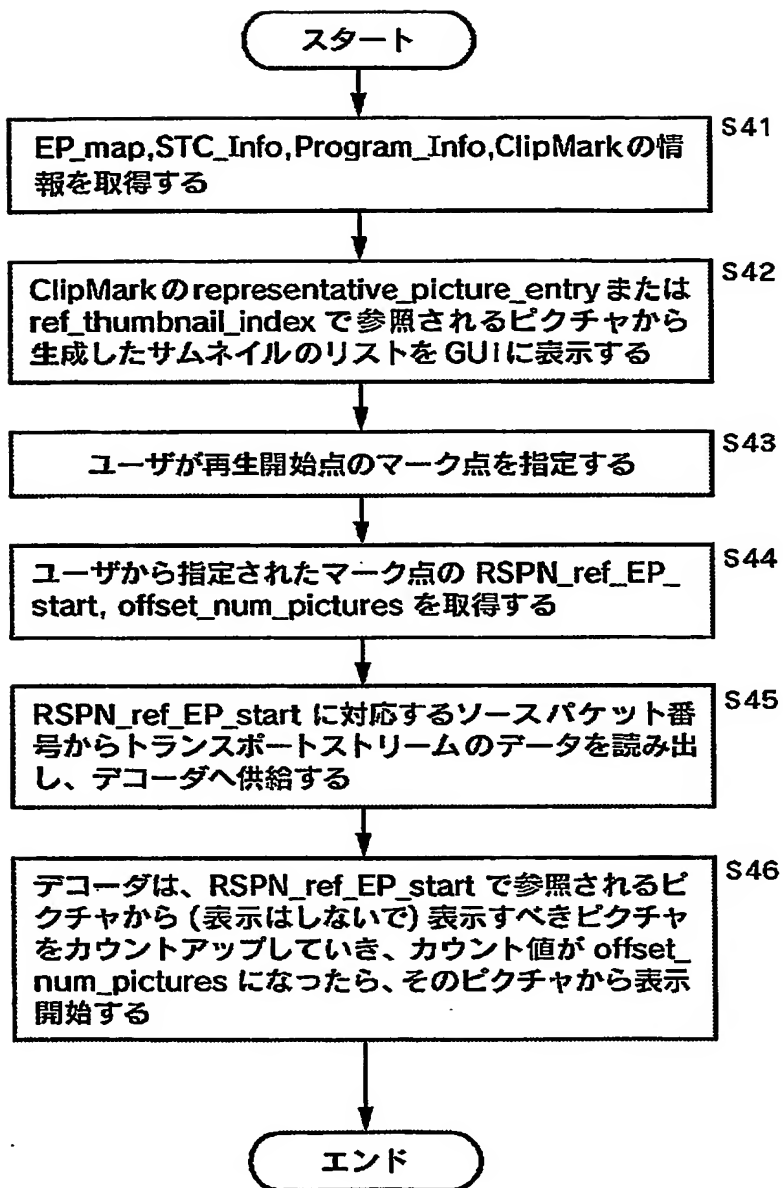 スタート
S41
EP_map,STC_Info,Program_Info,ClipMarkの情
報を取得する
S42
ClipMarkのrepresentative_picture_entryまたは
ref_thumbnail_indexで参照されるピクチャから
生成したサムネイルのリストをGUIに表示する
S43
ユーザが再生開始点のマーク点を指定する
S44
ユーザから指定されたマーク点の RSPN_ref_EP_
start, offset_num_pictures を取得する
S45
RSPN_ref_EP_start に対応するソースパケット番
号からトランスポートストリームのデータを読み出
し、デコーダへ供給する
S46
デコーダは、RSPN_ref_EP_start で参照されるピ
クチャから (表示はしないで) 表示すべきピクチャ
をカウントアップしていき、カウント値が offset_
num_pictures になったら、そのピクチャから表示
開始する
エンド